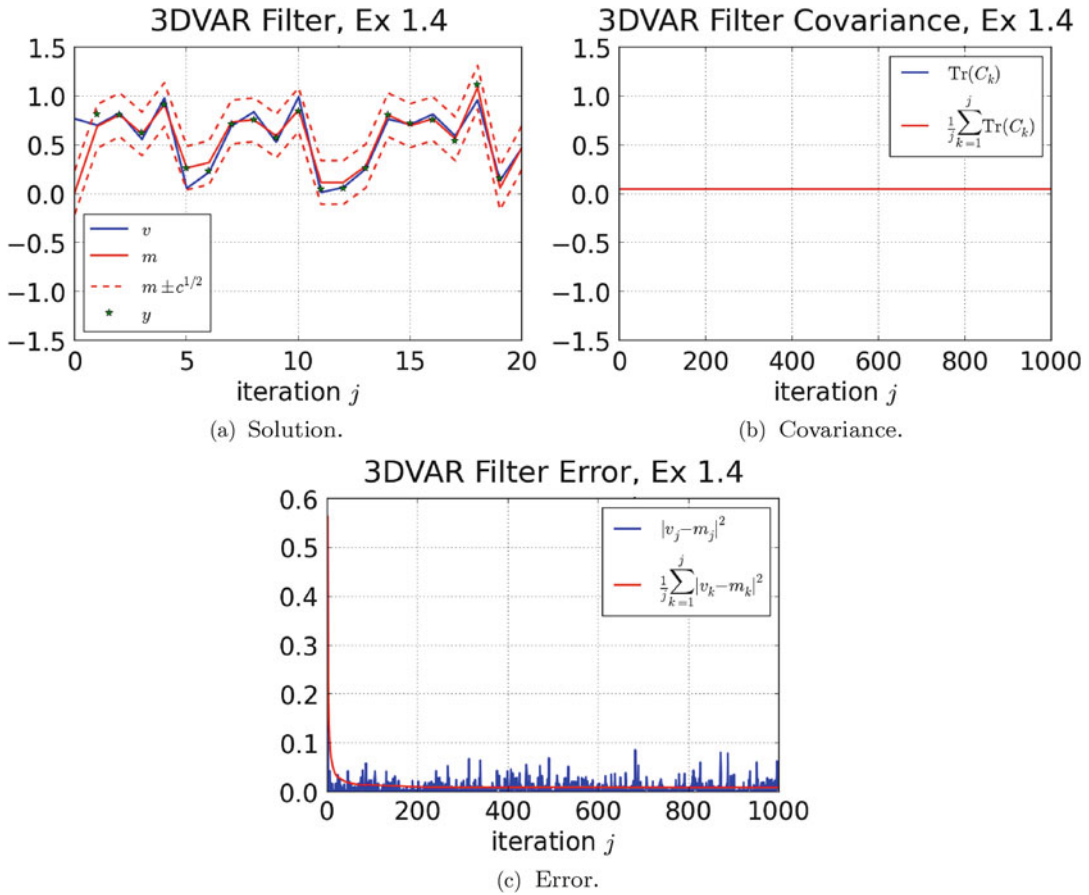 3DVAR Filter, Ex 1.4
1.5
1.0
0.5
0.0
−0.5
−1.0
−1.5
v
m
m ± c^{1/2}
y
0 5 10 15 20
iteration j
(a) Solution.
3DVAR Filter Covariance, Ex 1.4
1.5
1.0
0.5
0.0
−0.5
−1.0
−1.5
Tr(C_k)
\frac{1}{j}\sum_{k=1}^{j} Tr(C_k)
0 200 400 600 800 1000
iteration j
(b) Covariance.
3DVAR Filter Error, Ex 1.4
0.6
0.5
0.4
0.3
0.2
0.1
0.0
|v_j−m_j|^2
\frac{1}{j}\sum_{k=1}^{j} |v_k−m_k|^2
0 200 400 600 800 1000
iteration j
(c) Error.